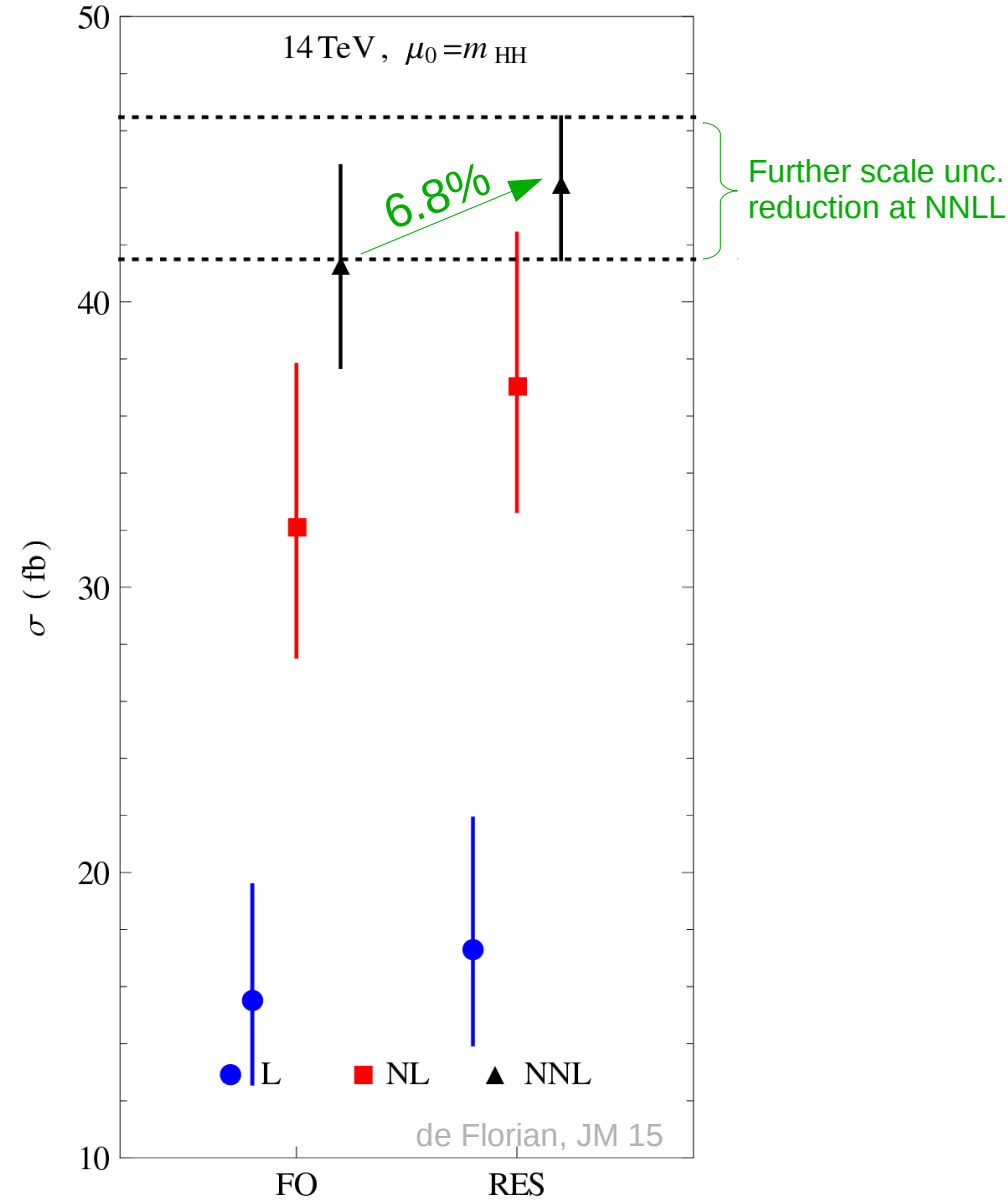 50
14 TeV, μ0=m HH
Further scale unc.
reduction at NNLL
6.8%
40
σ (fb)
30
20
L NL NNL
de Florian, JM 15
10
FO RES